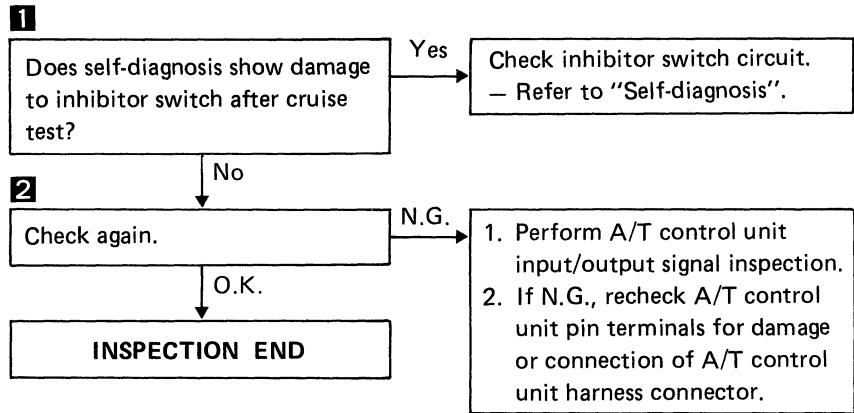 1
Does self-diagnosis show damage
to inhibitor switch after cruise
test?
Yes
Check inhibitor switch circuit.
— Refer to "Self-diagnosis".
No
2
Check again.
N.G.
1. Perform A/T control unit
input/output signal inspection.
2. If N.G., recheck A/T control
unit pin terminals for damage
or connection of A/T control
unit harness connector.
O.K.
INSPECTION END